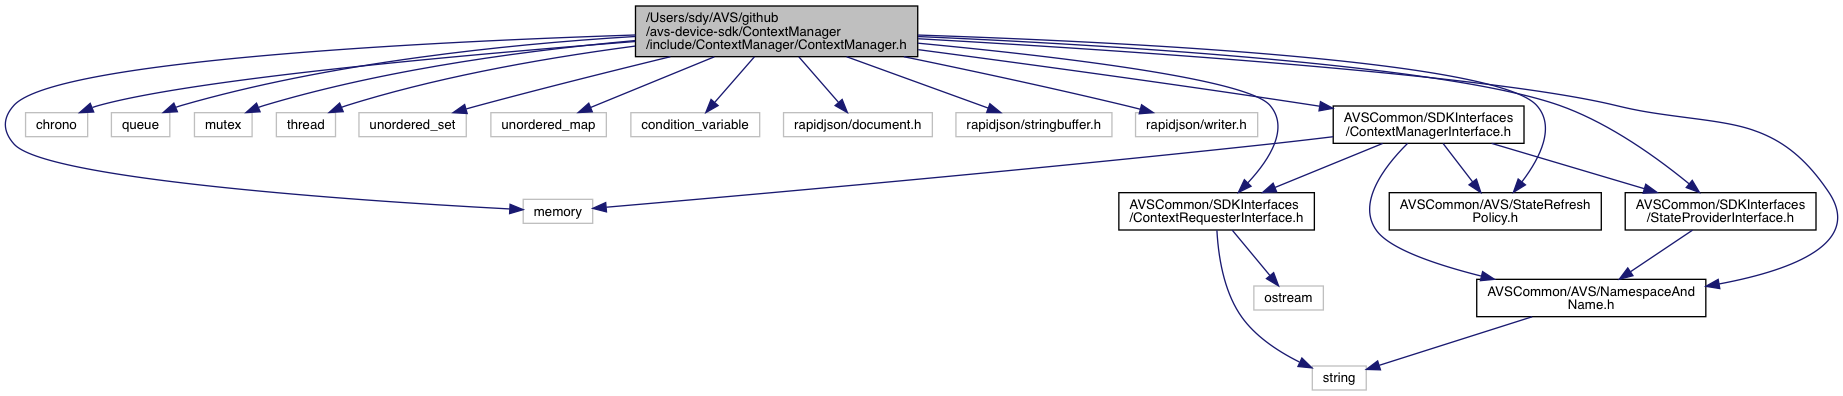 /Users/sdy/AVS/github
/avs-device-sdk/ContextManager
/include/ContextManager/ContextManager.h
chrono
queue
mutex
thread
unordered_set
unordered_map
condition_variable
rapidjson/document.h
rapidjson/stringbuffer.h
rapidjson/writer.h
AVSCommon/SDKInterfaces
/ContextManagerInterface.h
memory
AVSCommon/SDKInterfaces
/ContextRequesterInterface.h
AVSCommon/AVS/StateRefresh
Policy.h
AVSCommon/SDKInterfaces
/StateProviderInterface.h
ostream
AVSCommon/AVS/NamespaceAnd
Name.h
string